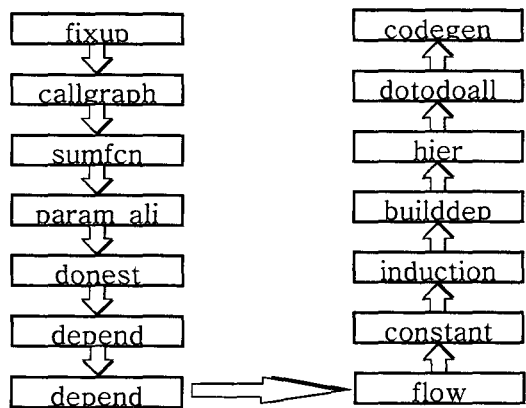 fixup
callgraph
sumfcn
param_ali
donest
depend
depend
flow
constant
induction
builddep
hier
dotodoall
codegen